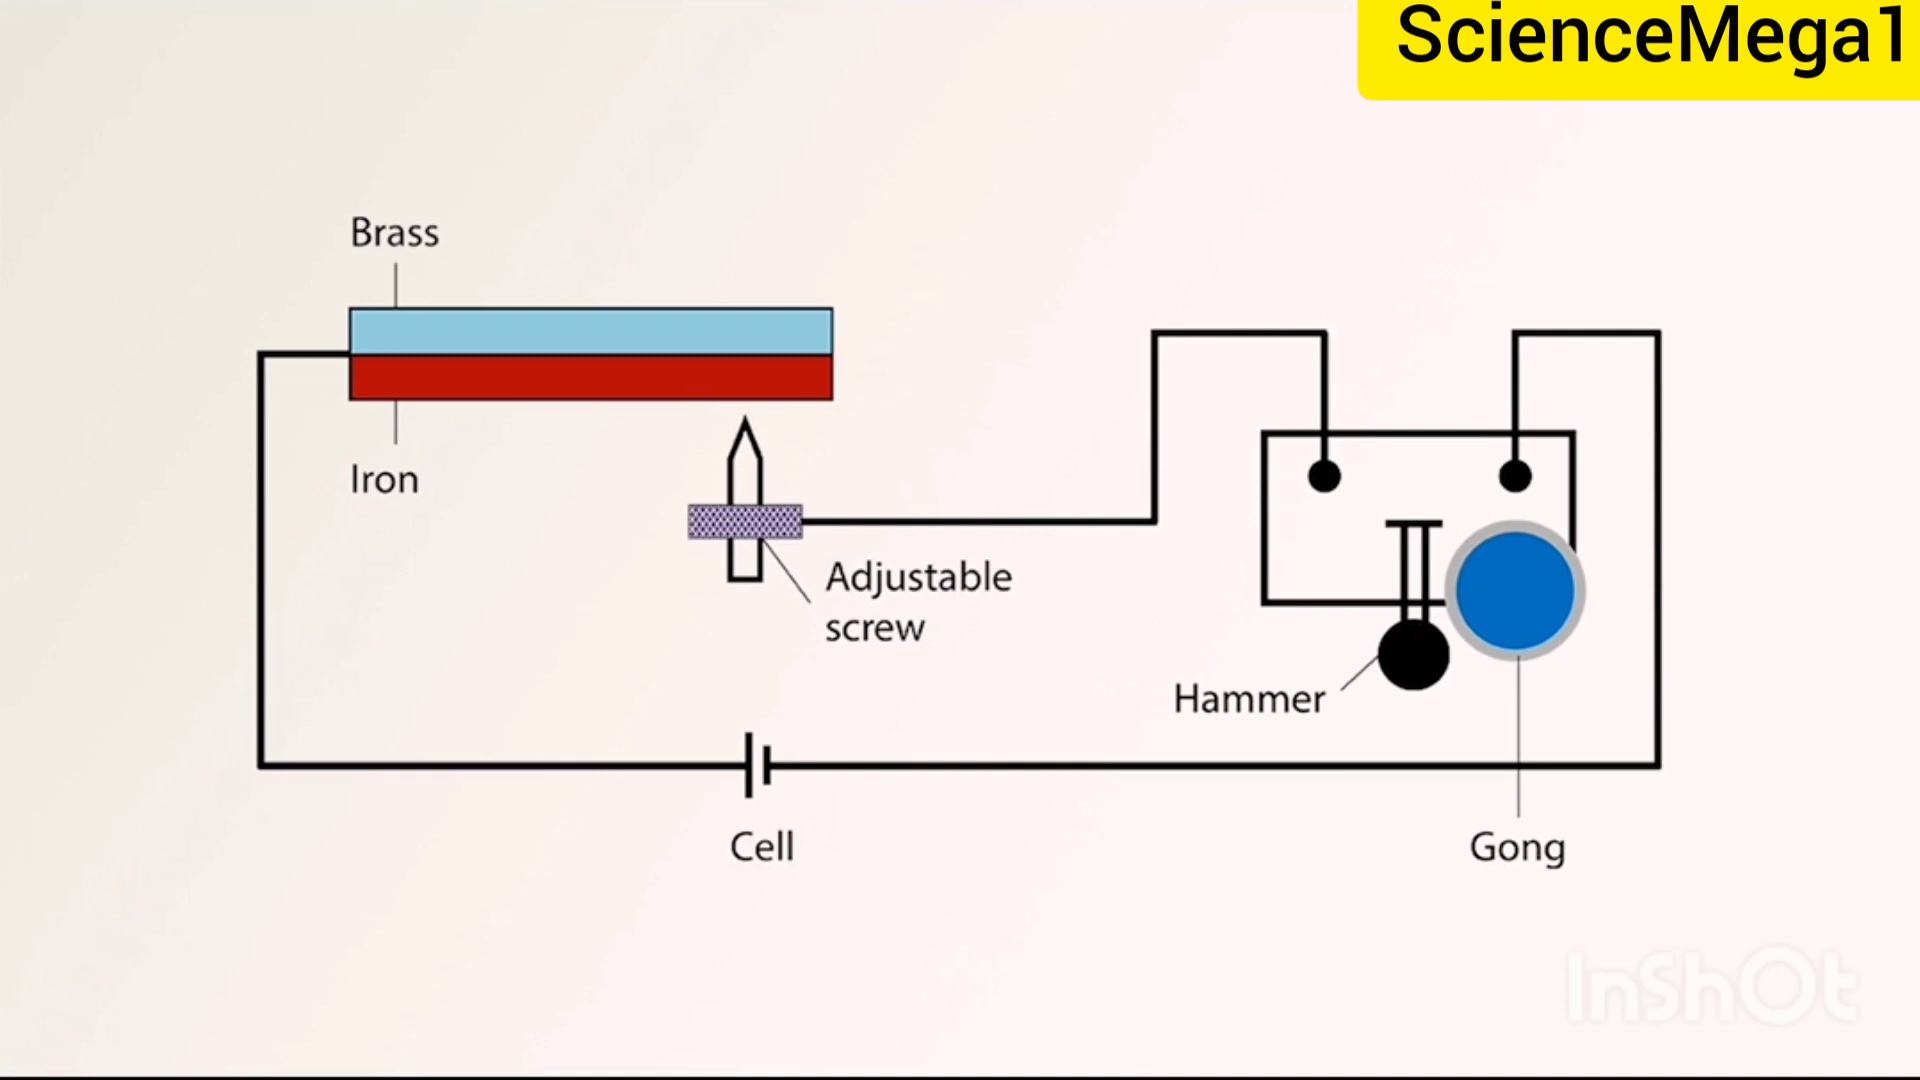 ScienceMega1
Brass
Iron
Adjustable
screw
Hammer
Cell
Gong
InShOt